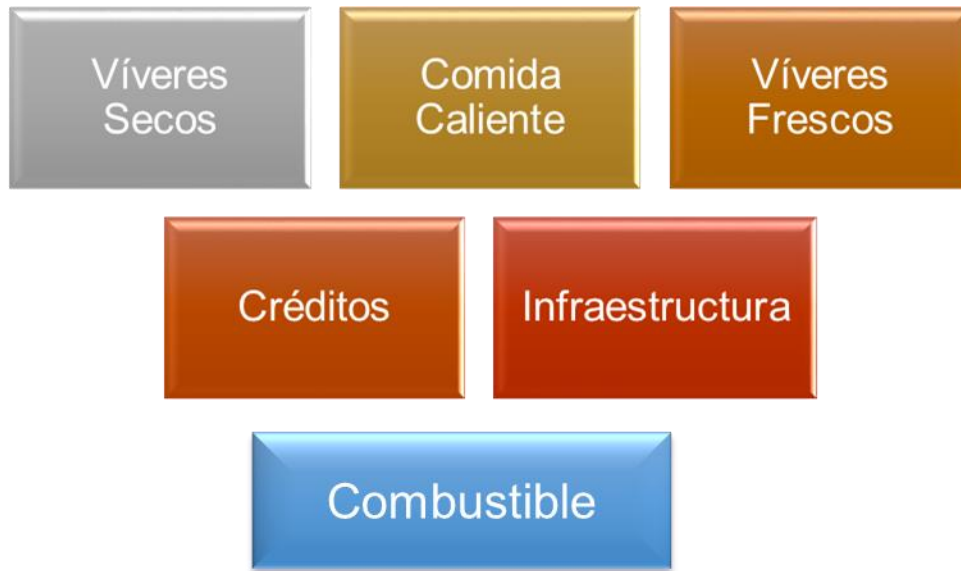 Víveres
Secos
Comida
Caliente
Víveres
Frescos
Créditos
Infraestructura
Combustible